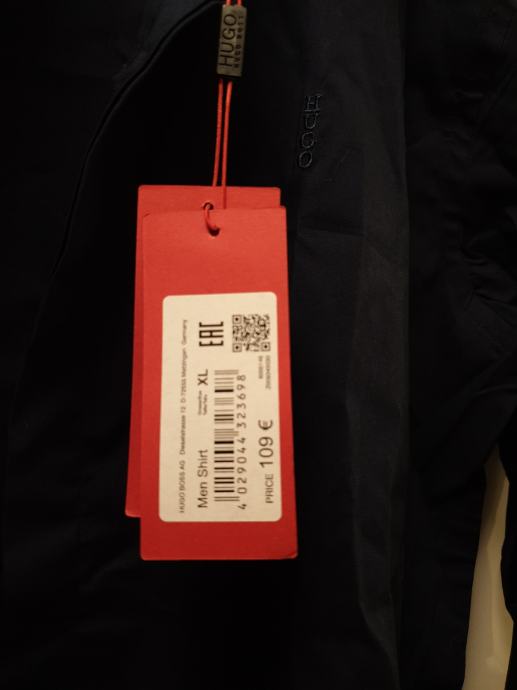 HUGO
HUGO BOSS
HUGO
HUGO BOSS AG Dieselstrasse 12, D-72555 Metzingen, Germany
Men Shirt
XL
EAC
4 029044 323698
PRICE 109 €